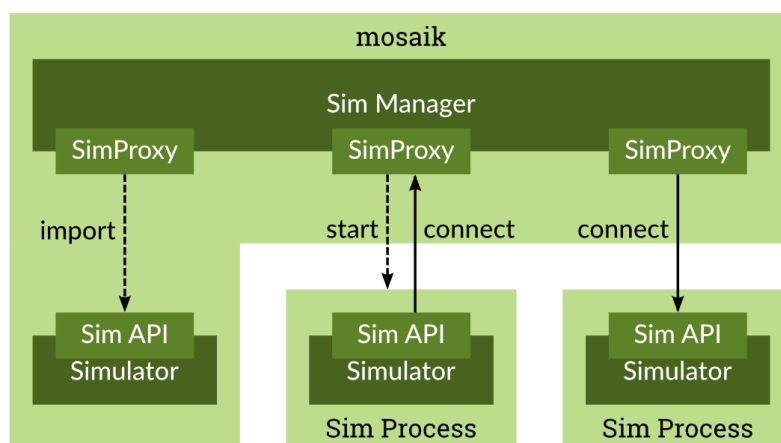 mosaik
Sim Manager
SimProxy SimProxy SimProxy
import start connect connect
Sim API Sim API Sim API
Simulator Simulator Simulator
Sim Process Sim Process